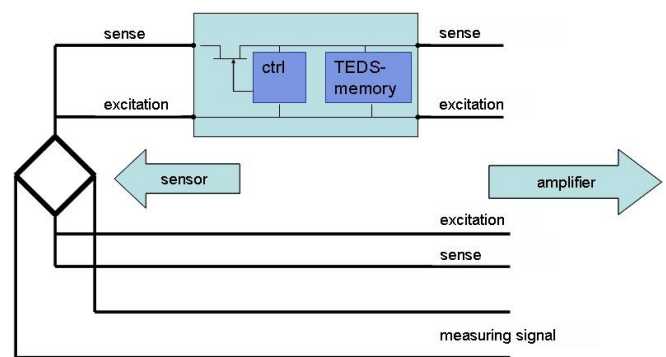 sense
sense
ctrl
TEDS-
memory
excitation
excitation
sensor
amplifier
excitation
sense
measuring signal